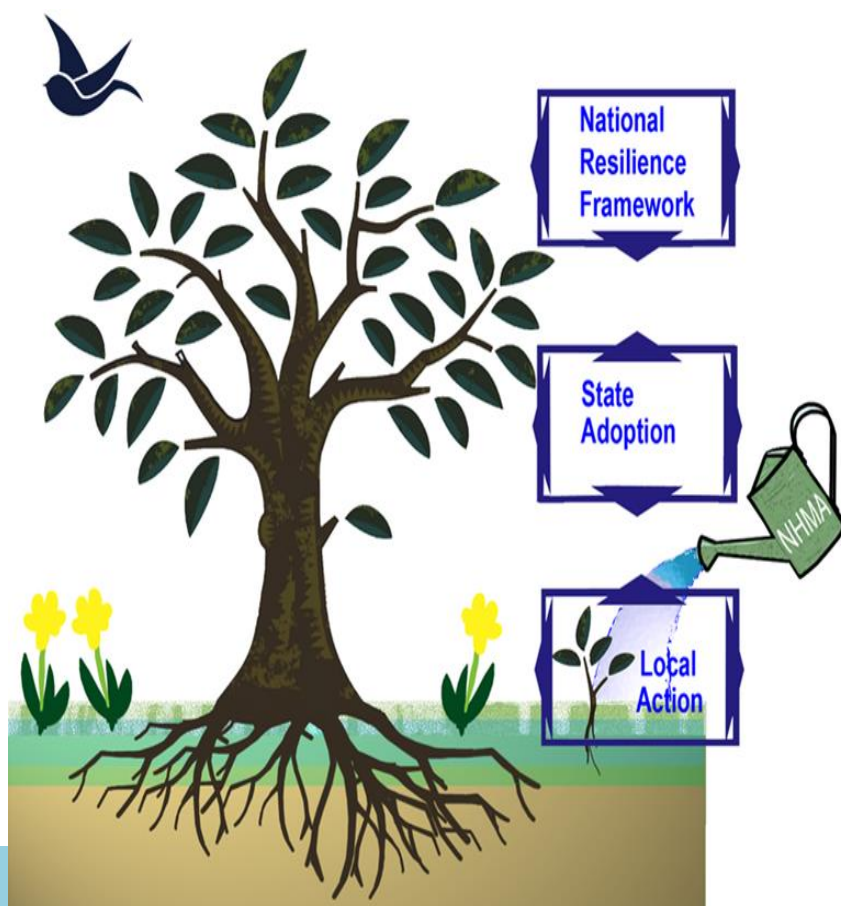 National
Resilience
Framework
State
Adoption
NHMA
Local
Action